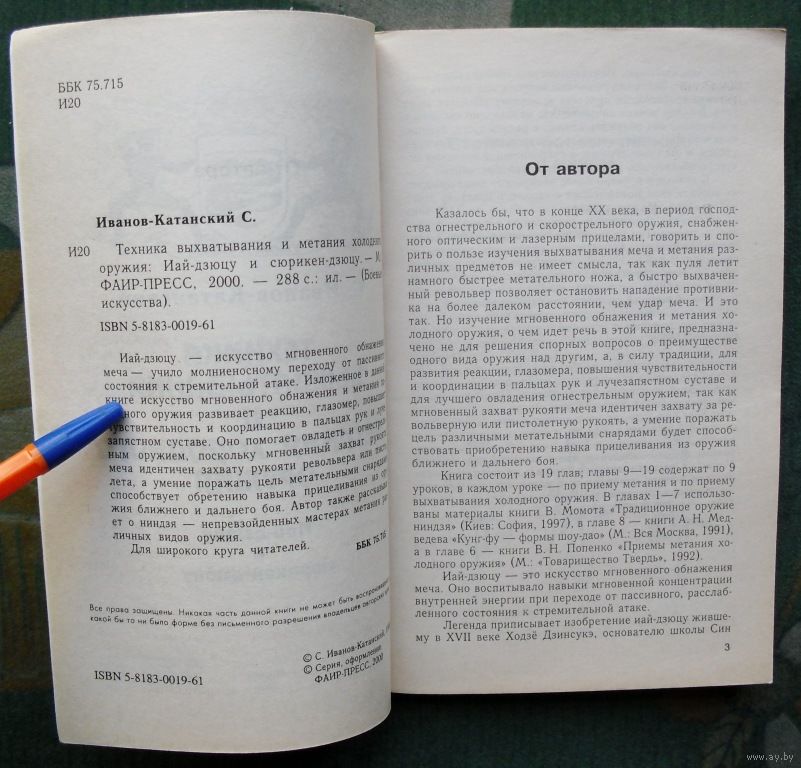 ББК 75.715
И20
Иванов-Катанский С.
И20 Техника выхватывания и метания холодного
оружия: Иай-дзюцу и сюрикен-дзюцу. — М.
ФАИР-ПРЕСС, 2000. — 288 с.: ил. — (Боевые
искусства).
ISBN 5-8183-0019-61
Иай-дзюцу — искусство мгновенного обнажения
меча — учило молниеносному переходу от пассивного
состояния к стремительной атаке. Изложенное в данной
книге искусство мгновенного обнажения и метания
оружия развивает реакцию, глазомер,
чувствительность и координацию в пальцах рук и
запястном суставе. Оно помогает овладеть и
ным оружием, поскольку мгновенный захват рукояти
меча идентичен захвату рукояти револьвера или
лета, а умение поражать цель метательными снарядами
способствует обретению навыка прицеливания из
жия ближнего и дальнего боя. Автор также
ет о ниндзя — непревзойденных мастерах метания
личных видов оружия.
Для широкого круга читателей.
ББК 75.715
Все права защищены. Никакая часть данной книги не может быть
какой бы то ни было форме без письменного разрешения владельцев авторских
© С. Иванов-Катанский,
© Серия, оформление
ФАИР-ПРЕСС, 2000
ISBN 5-8183-0019-61
От автора
Казалось бы, что в конце XX века, в период господ-
ства огнестрельного и скорострельного оружия, снабжен-
ного оптическим и лазерным прицелами, говорить и спо-
рить о пользе изучения выхватывания меча и метания раз-
личных предметов не имеет смысла, так как пуля летит
намного быстрее метательного ножа, а быстро выхвачен-
ный револьвер позволяет остановить нападение противни-
ка на более далеком расстоянии, чем удар меча. И это
так. Но изучение мгновенного обнажения и метания хо-
лодного оружия, о чем идет речь в этой книге, предназна-
чено не для решения спорных вопросов о преимуществе
одного вида оружия над другим, а, в силу традиции, для
развития реакции, глазомера, повышения чувствительности
и координации в пальцах рук и лучезапястном суставе и
для лучшего овладения огнестрельным оружием, так как
мгновенный захват рукояти меча идентичен захвату за ре-
вольверную или пистолетную рукоять, а умение поражать
цель различными метательными снарядами будет способ-
ствовать приобретению навыка прицеливания из оружия
ближнего и дальнего боя.
Книга состоит из 19 глав; главы 9—19 содержат по 9
уроков, в каждом уроке — по приему метания и по приему
выхватывания холодного оружия. В главах 1—7 использо-
ваны материалы книги В. Момота «Традиционное оружие
ниндзя» (Киев: София, 1997), в главе 8 — книги А. Н. Мед-
ведева «Кунг-фу — формы шоу-дао» (М.: Вся Москва, 1991),
а в главе 6 — книги В. Н. Попенко «Приемы метания хо-
лодного оружия» (М.: «Товарищество Твердь», 1992).
Иай-дзюцу — это искусство мгновенного обнажения
меча. Оно воспитывало навыки мгновенной концентрации
внутренней энергии при переходе от пассивного, расслаб-
ленного состояния к стремительной атаке.
Легенда приписывает изобретение иай-дзюцу жившe-
му в XVII веке Ходзё Дзинсукэ, основателю школы Син
3
www.ay.by